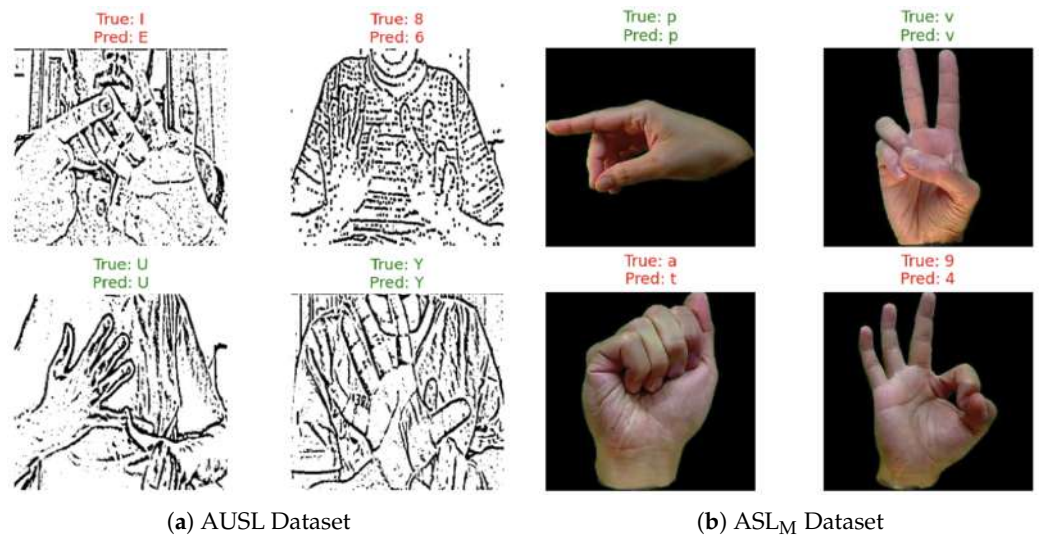 True: I
Pred: E
True: 8
Pred: 6
True: p
Pred: p
True: v
Pred: v
True: U
Pred: U
True: Y
Pred: Y
True: a
Pred: t
True: 9
Pred: 4
(a) AUSL Dataset
(b) ASLM Dataset